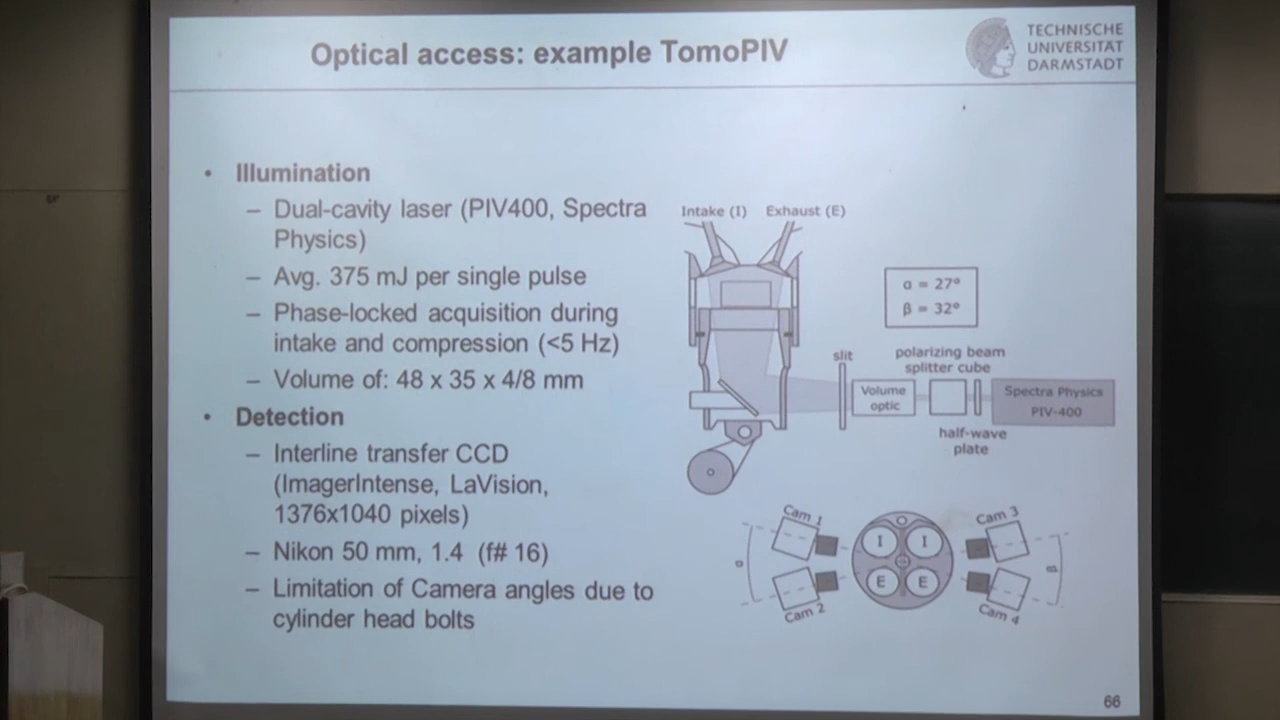 Optical access: example TomoPIV
TECHNISCHE
UNIVERSITÄT
DARMSTADT
• Illumination
– Dual-cavity laser (PIV400, Spectra
Physics)
– Avg. 375 mJ per single pulse
– Phase-locked acquisition during
intake and compression (<5 Hz)
– Volume of: 48 x 35 x 4/8 mm
• Detection
– Interline transfer CCD
(ImagerIntense, LaVision,
1376x1040 pixels)
– Nikon 50 mm, 1.4 (f# 16)
– Limitation of Camera angles due to
cylinder head bolts
Intake (I) Exhaust (E)
α = 27°
β = 32°
slit
polarizing beam
splitter cube
Volume
optic
Spectra Physics
PIV-400
half-wave
plate
Cam 1
Cam 3
I I
α
β
E E
Cam 2
Cam 4
66